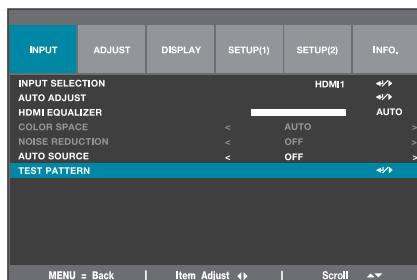 INPUT ADJUST DISPLAY SETUP(1) SETUP(2) INFO.
INPUT SELECTION HDMI1
AUTO ADJUST
HDMI EQUALIZER AUTO
COLOR SPACE < AUTO >
NOISE REDUCTION < OFF >
AUTO SOURCE < OFF >
TEST PATTERN
MENU = Back | Item Adjust | Scroll